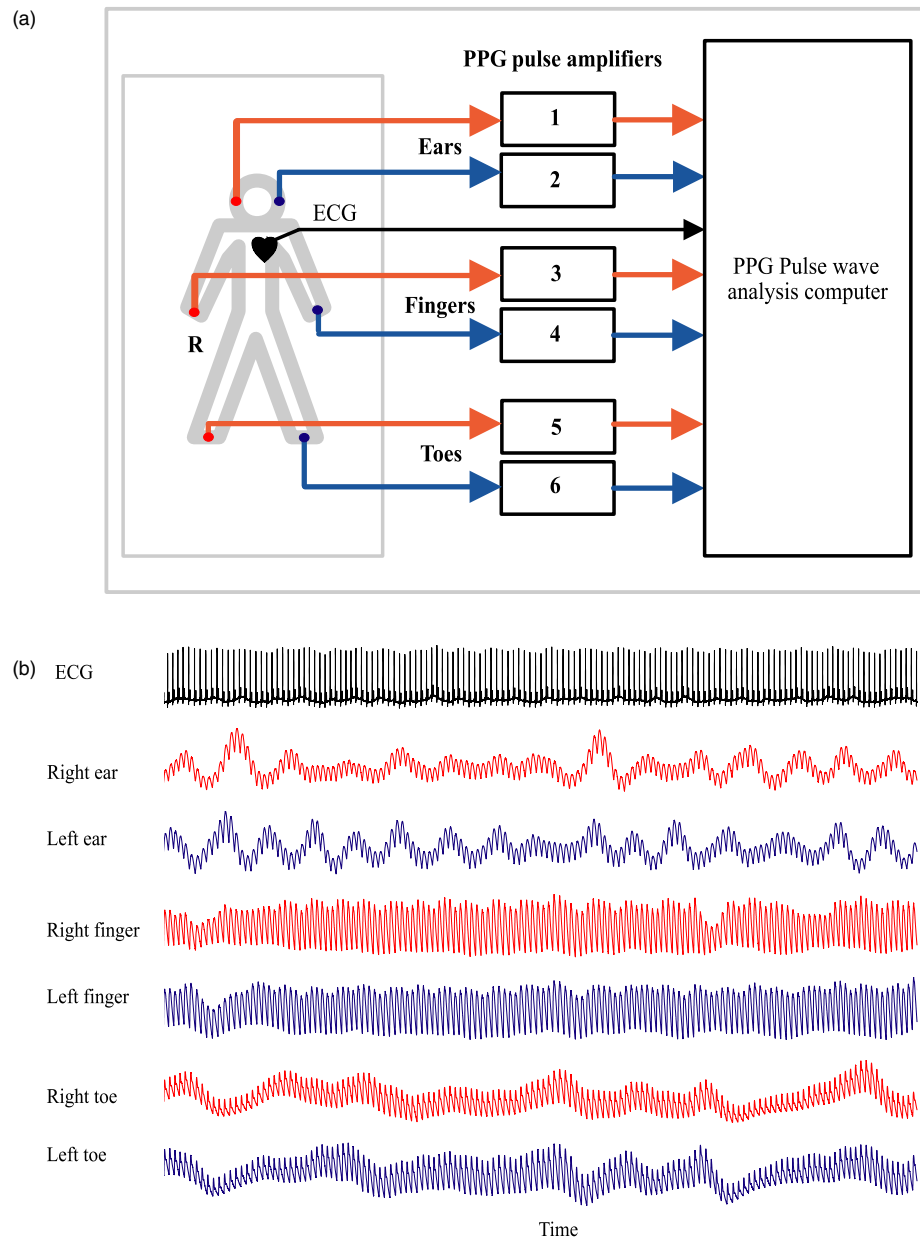 (a)
PPG pulse amplifiers
1
Ears
2
ECG
3
PPG Pulse wave
analysis computer
Fingers
4
R
5
Toes
6
(b)
ECG
Right ear
Left ear
Right finger
Left finger
Right toe
Left toe
Time